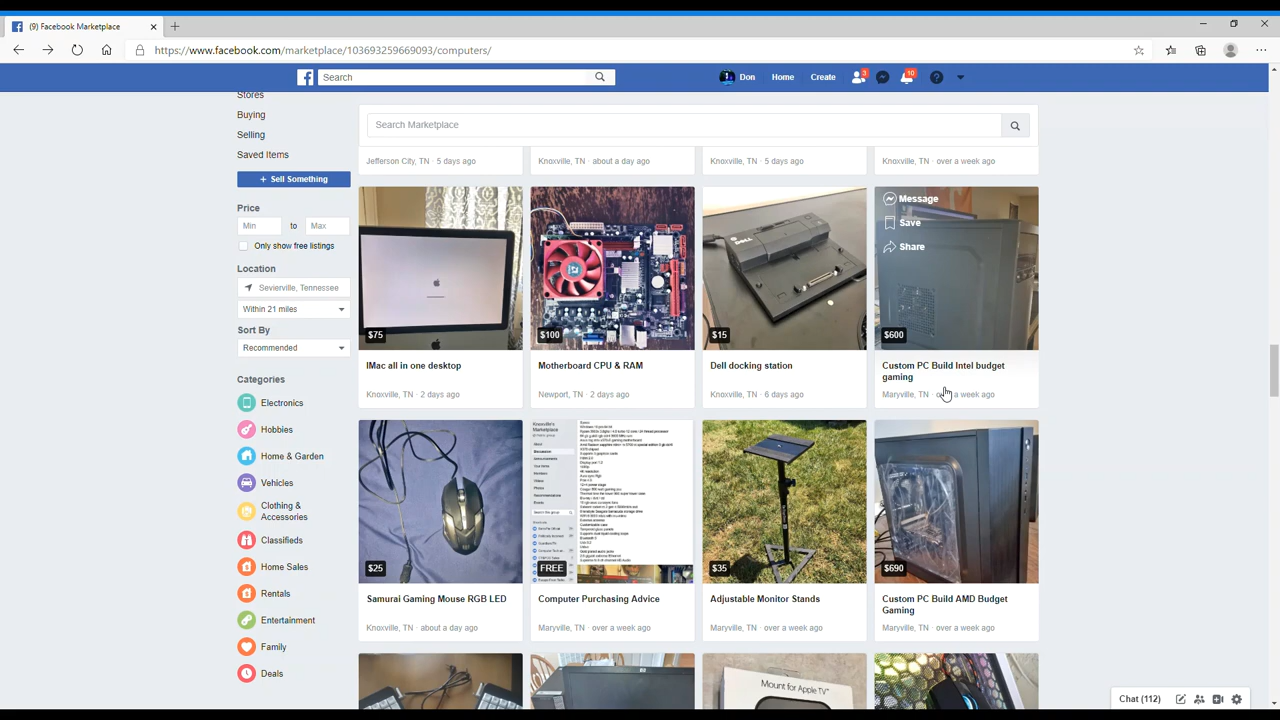 (9) Facebook Marketplace
https://www.facebook.com/marketplace/103693259669093/computers/
Search
Don
Home
Create
3
10
Stores
Buying
Selling
Saved Items
+ Sell Something
Price
Min
to
Max
Only show free listings
Location
Sevierville, Tennessee
Within 21 miles
Sort By
Recommended
Categories
Electronics
Hobbies
Home & Garden
Vehicles
Clothing &
Accessories
Classifieds
Home Sales
Rentals
Entertainment
Family
Deals
Search Marketplace
Jefferson City, TN · 5 days ago
Knoxville, TN · about a day ago
Knoxville, TN · 5 days ago
Knoxville, TN · over a week ago
$75
IMac all in one desktop
Knoxville, TN · 2 days ago
$100
Motherboard CPU & RAM
Newport, TN · 2 days ago
DELL
$15
Dell docking station
Knoxville, TN · 6 days ago
Message
Save
Share
$600
Custom PC Build Intel budget
gaming
Maryville, TN · a week ago
$25
Samurai Gaming Mouse RGB LED
Knoxville, TN · about a day ago
Knoxville's
Marketplace
FREE
Computer Purchasing Advice
Maryville, TN · over a week ago
$35
Adjustable Monitor Stands
Maryville, TN · over a week ago
$690
Custom PC Build AMD Budget
Gaming
Maryville, TN · over a week ago
Mount for Apple TV
Chat (112)